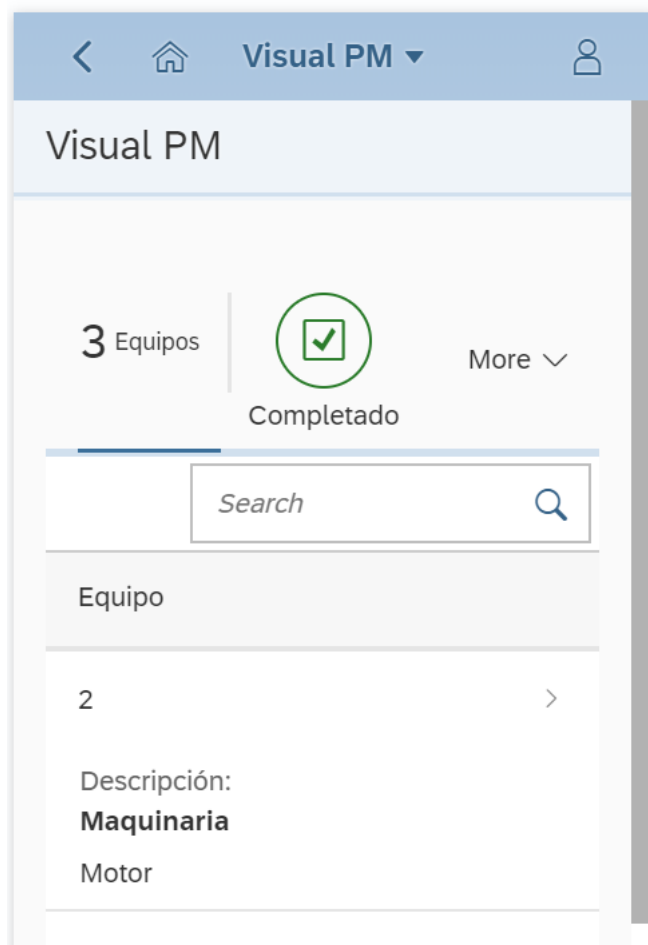 Visual PM
Visual PM
3 Equipos
Completado
More
Search
Equipo
2
Descripción:
Maquinaria
Motor